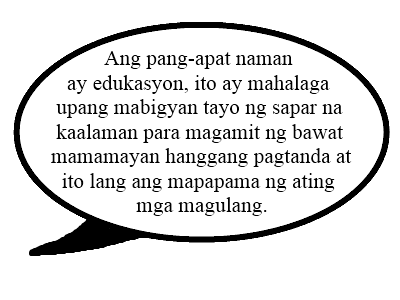 Ang pang-apat naman
ay edukasyon, ito ay mahalaga
upang mabigyan tayo ng sapar na
kaalaman para magamit ng bawat
mamamayan hanggang pagtanda at
ito lang ang mapapama ng ating
mga magulang.